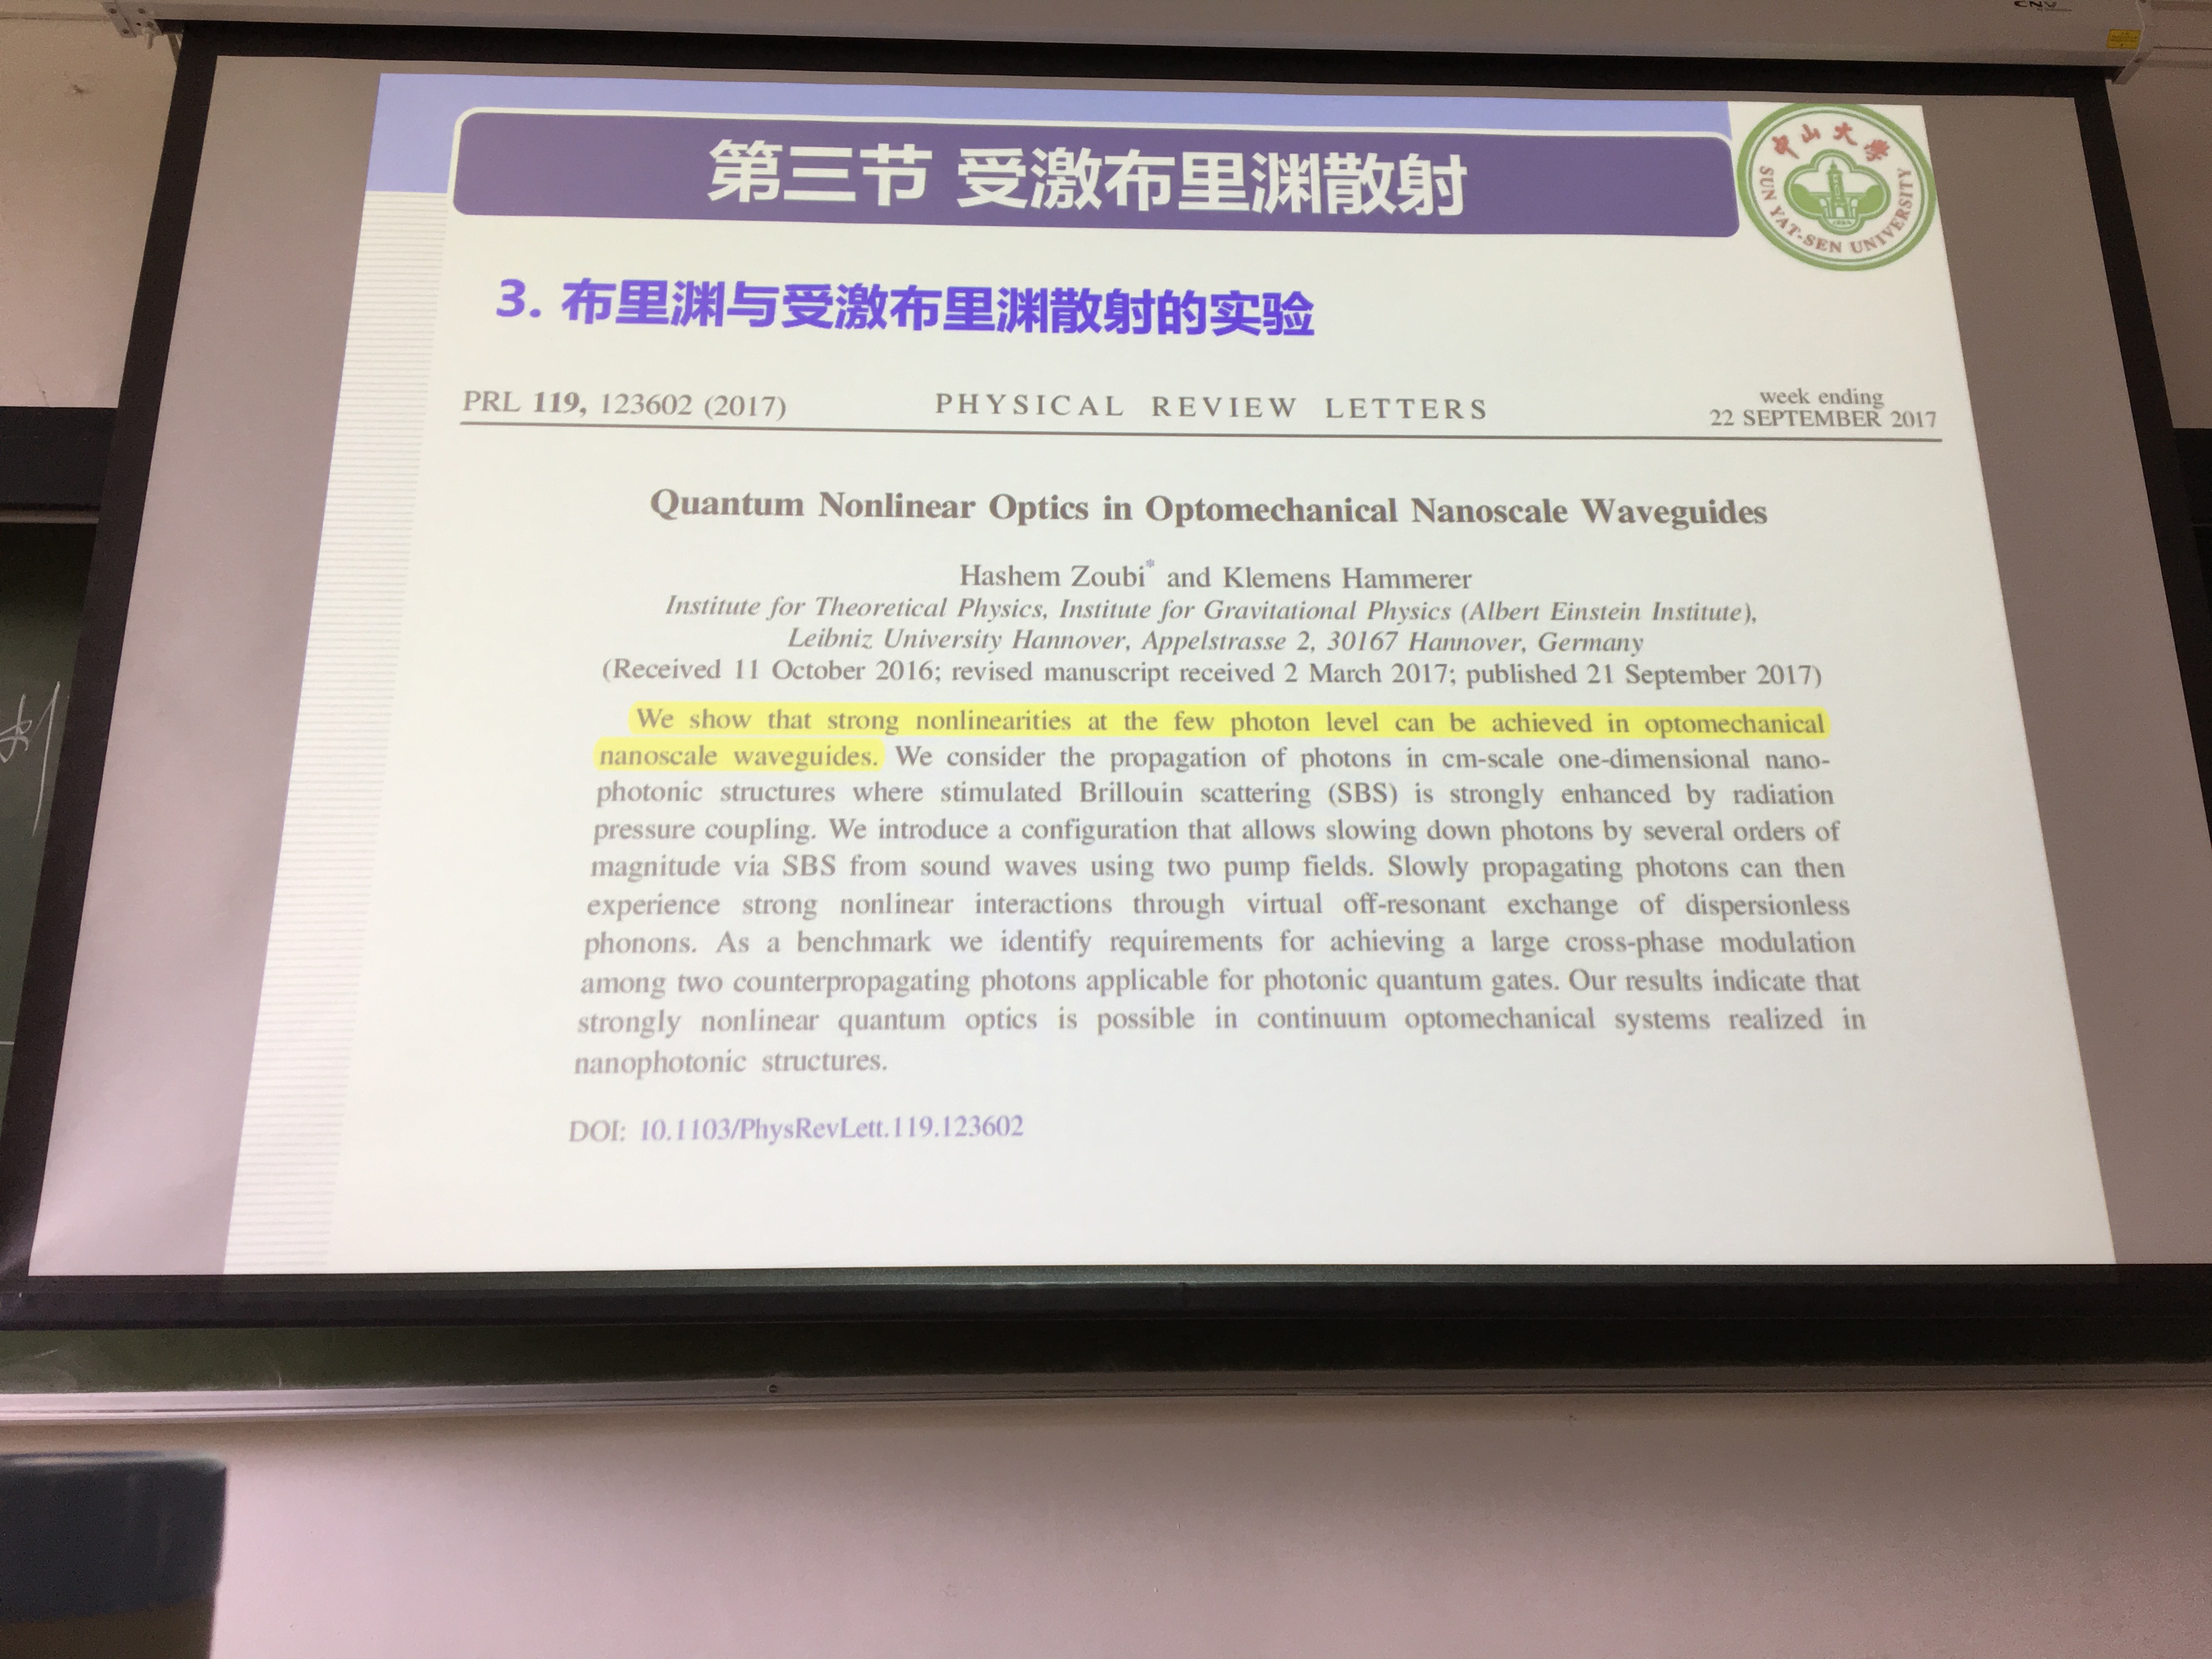 第三节 受激布里渊散射
中山大学
SUN YAT-SEN UNIVERSITY
3. 布里渊与受激布里渊散射的实验
PRL 119, 123602 (2017) PHYSICAL REVIEW LETTERS week ending
22 SEPTEMBER 2017
Quantum Nonlinear Optics in Optomechanical Nanoscale Waveguides
Hashem Zoubi* and Klemens Hammerer
Institute for Theoretical Physics, Institute for Gravitational Physics (Albert Einstein Institute),
Leibniz University Hannover, Appelstrasse 2, 30167 Hannover, Germany
(Received 11 October 2016; revised manuscript received 2 March 2017; published 21 September 2017)
We show that strong nonlinearities at the few photon level can be achieved in optomechanical
nanoscale waveguides. We consider the propagation of photons in cm-scale one-dimensional nano-
photonic structures where stimulated Brillouin scattering (SBS) is strongly enhanced by radiation
pressure coupling. We introduce a configuration that allows slowing down photons by several orders of
magnitude via SBS from sound waves using two pump fields. Slowly propagating photons can then
experience strong nonlinear interactions through virtual off-resonant exchange of dispersionless
phonons. As a benchmark we identify requirements for achieving a large cross-phase modulation
among two counterpropagating photons applicable for photonic quantum gates. Our results indicate that
strongly nonlinear quantum optics is possible in continuum optomechanical systems realized in
nanophotonic structures.
DOI: 10.1103/PhysRevLett.119.123602